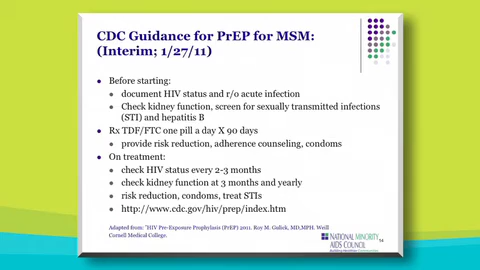 CDC Guidance for PrEP for MSM:
(Interim; 1/27/11)
Before starting:
document HIV status and r/o acute infection
Check kidney function, screen for sexually transmitted infections
(STI) and hepatitis B
Rx TDF/FTC one pill a day X 90 days
provide risk reduction, adherence counseling, condoms
On treatment:
check HIV status every 2-3 months
check kidney function at 3 months and yearly
risk reduction, condoms, treat STIs
http://www.cdc.gov/hiv/prep/index.htm
Adapted from: "HIV Pre-Exposure Prophylaxis (PrEP) 2011. Roy M. Gulick, MD,MPH. Weill
Cornell Medical College.
NATIONAL MINORITY
AIDS COUNCIL
14